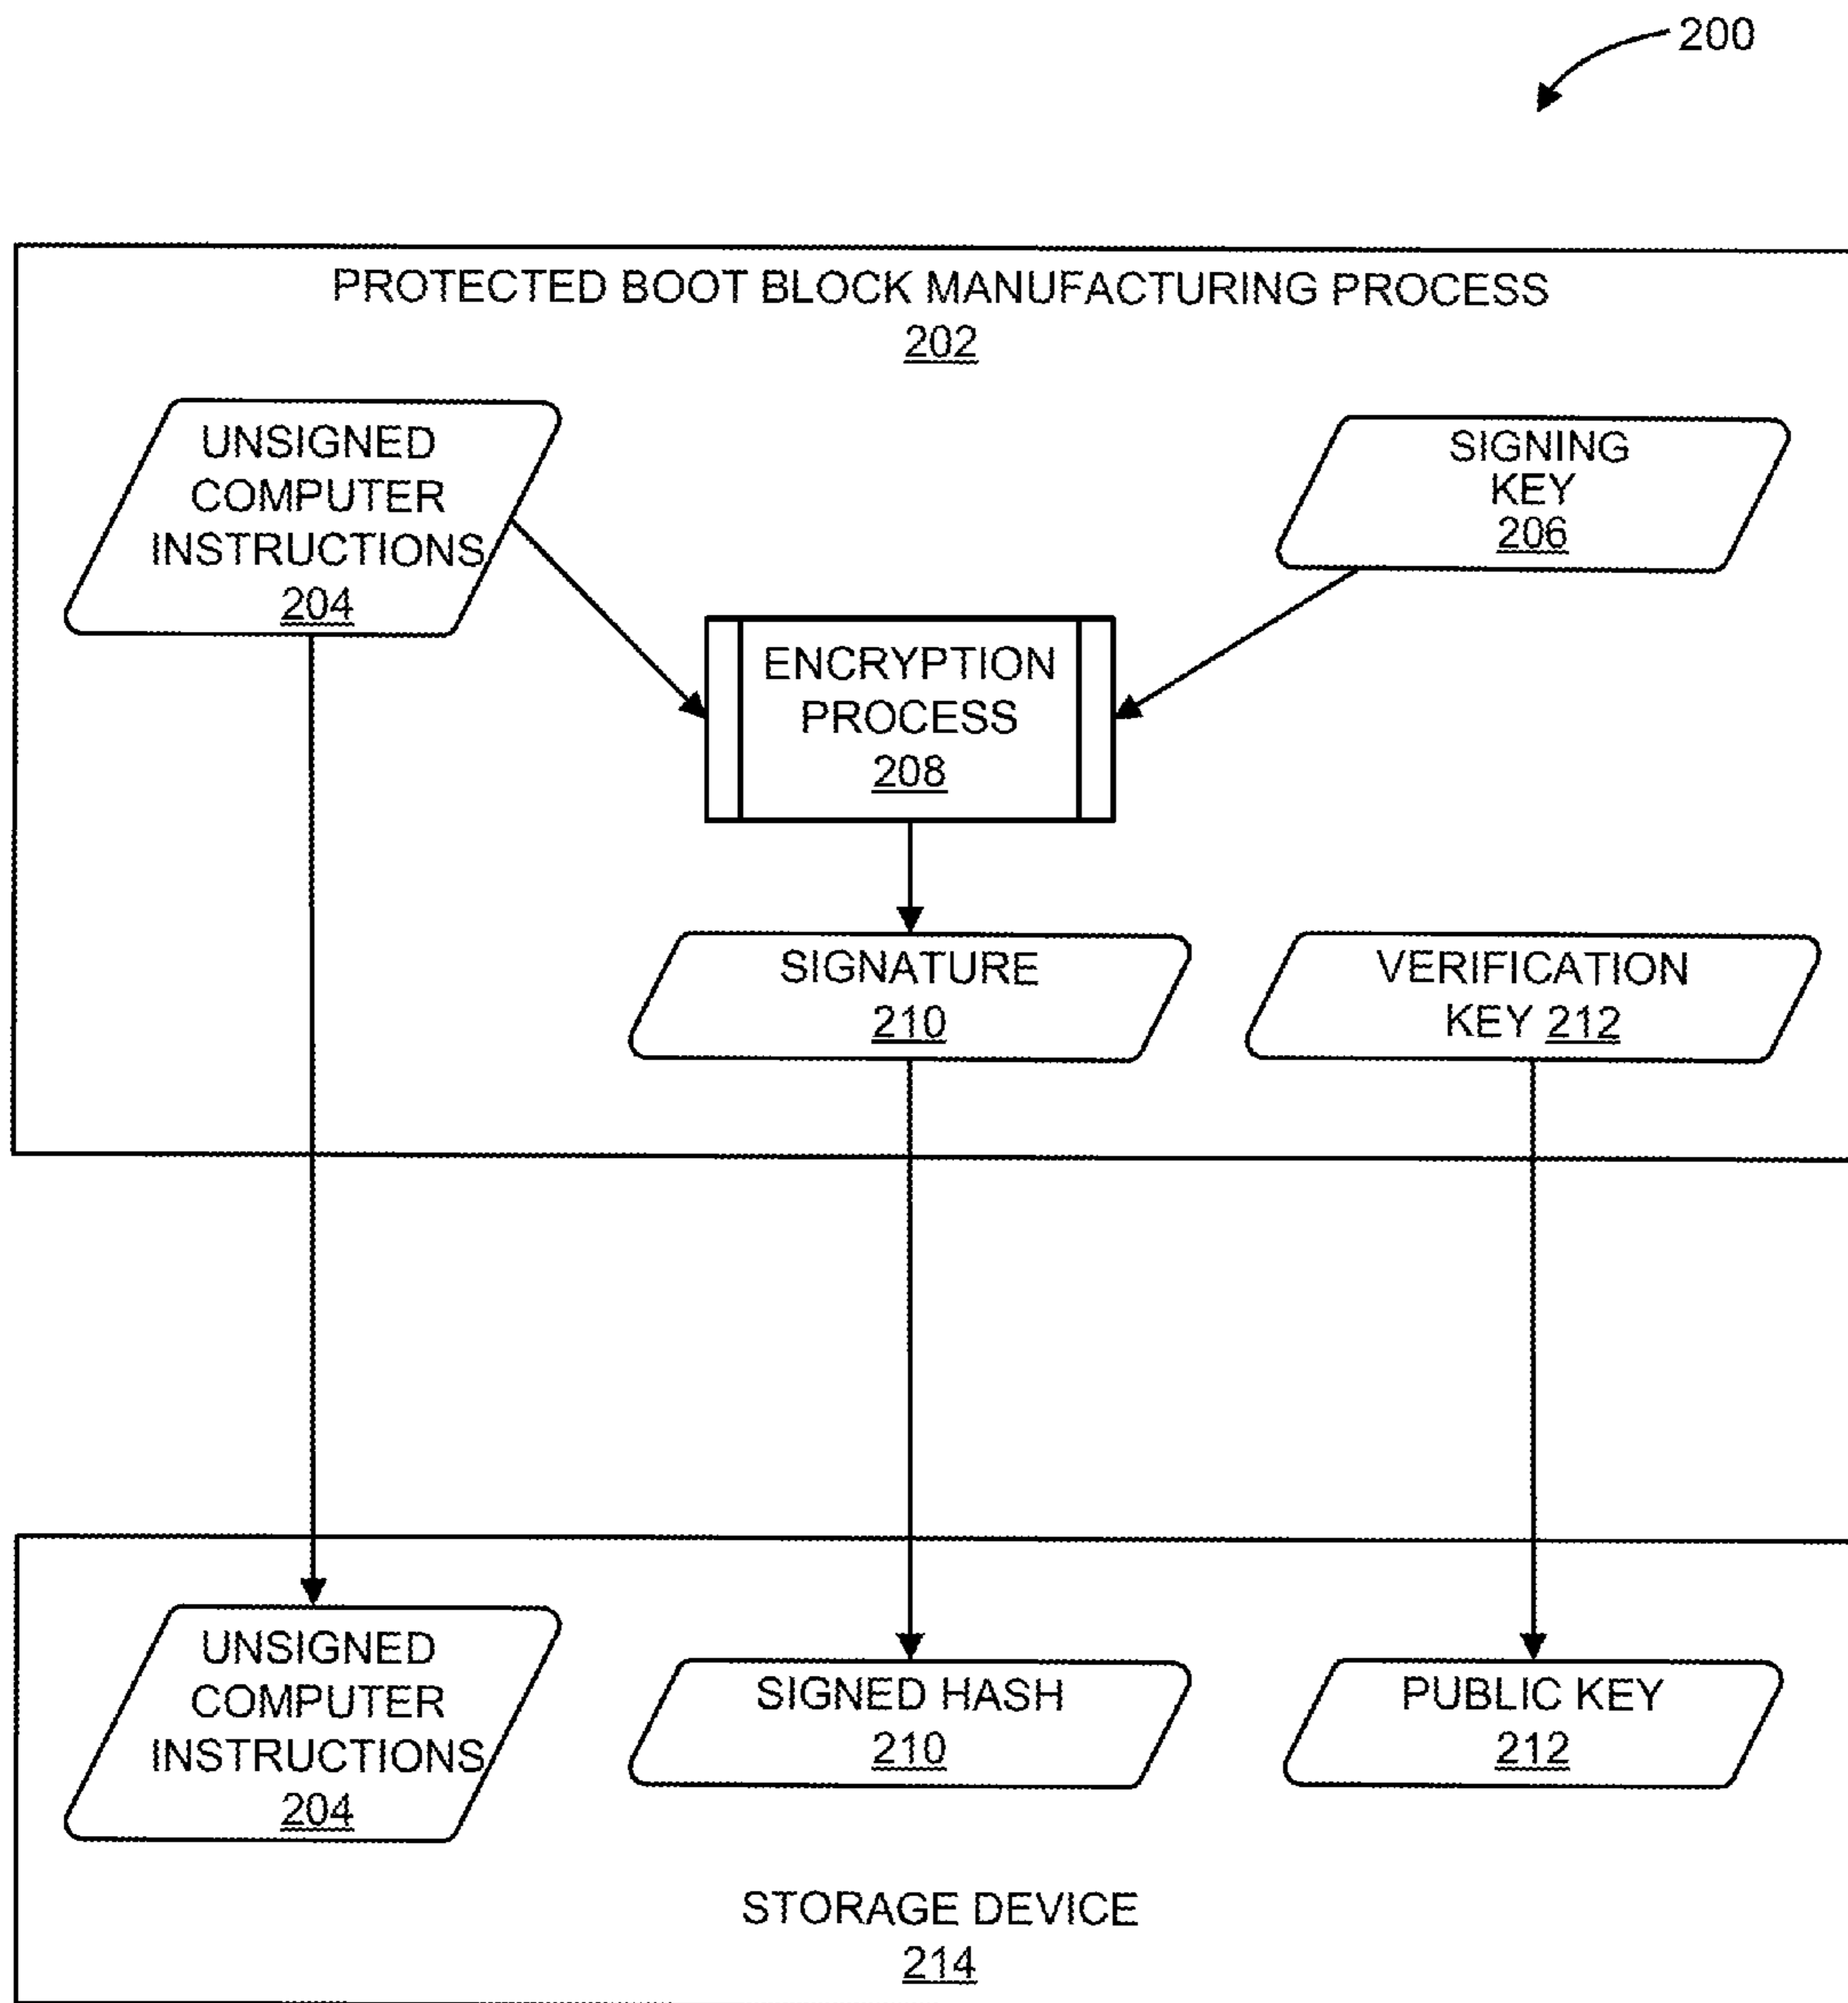 200
PROTECTED BOOT BLOCK MANUFACTURING PROCESS
202
UNSIGNED
COMPUTER
INSTRUCTIONS
204
SIGNING
KEY
206
ENCRYPTION
PROCESS
208
SIGNATURE
210
VERIFICATION
KEY 212
UNSIGNED
COMPUTER
INSTRUCTIONS
204
SIGNED HASH
210
PUBLIC KEY
212
STORAGE DEVICE
214